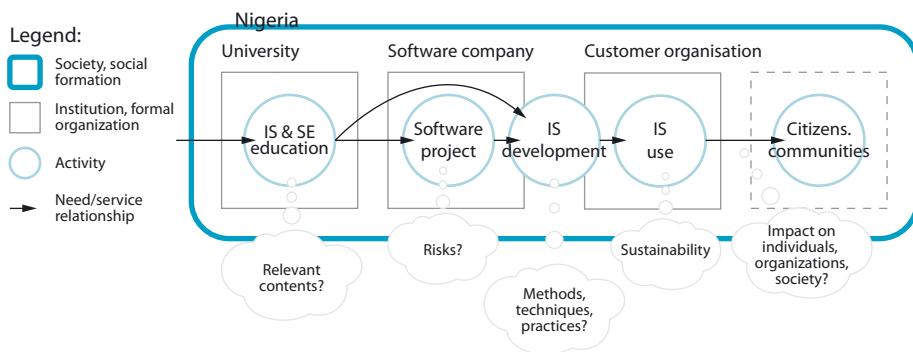 Nigeria
Legend:
Society, social
formation
Institution, formal
organization
Activity
Need/service
relationship
University
Software company
Customer organisation
IS & SE
education
Software
project
IS
development
IS
use
Citizens.
communities
Relevant
contents?
Risks?
Methods,
techniques,
practices?
Sustainability
Impact on
individuals,
organizations,
society?